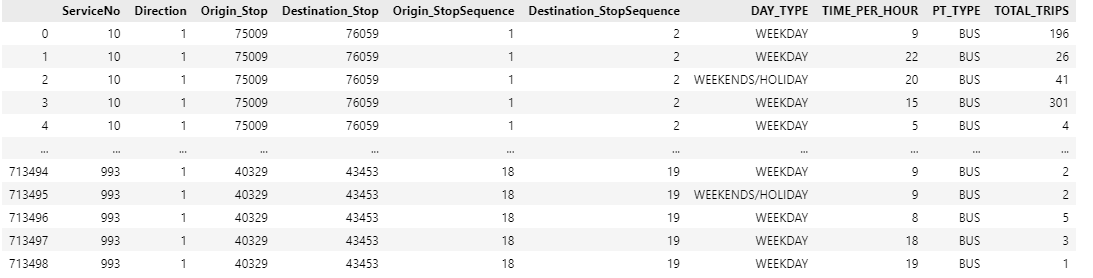 ServiceNo Direction Origin_Stop Destination_Stop Origin_StopSequence Destination_StopSequence DAY_TYPE TIME_PER_HOUR PT_TYPE TOTAL_TRIPS
0 10 1 75009 76059 1 2 WEEKDAY 9 BUS 196
1 10 1 75009 76059 1 2 WEEKDAY 22 BUS 26
2 10 1 75009 76059 1 2 WEEKENDS/HOLIDAY 20 BUS 41
3 10 1 75009 76059 1 2 WEEKDAY 15 BUS 301
4 10 1 75009 76059 1 2 WEEKDAY 5 BUS 4
... ... ... ... ... ... ... ... ... ... ...
713494 993 1 40329 43453 18 19 WEEKDAY 9 BUS 2
713495 993 1 40329 43453 18 19 WEEKENDS/HOLIDAY 9 BUS 2
713496 993 1 40329 43453 18 19 WEEKDAY 8 BUS 5
713497 993 1 40329 43453 18 19 WEEKDAY 18 BUS 3
713498 993 1 40329 43453 18 19 WEEKDAY 19 BUS 1